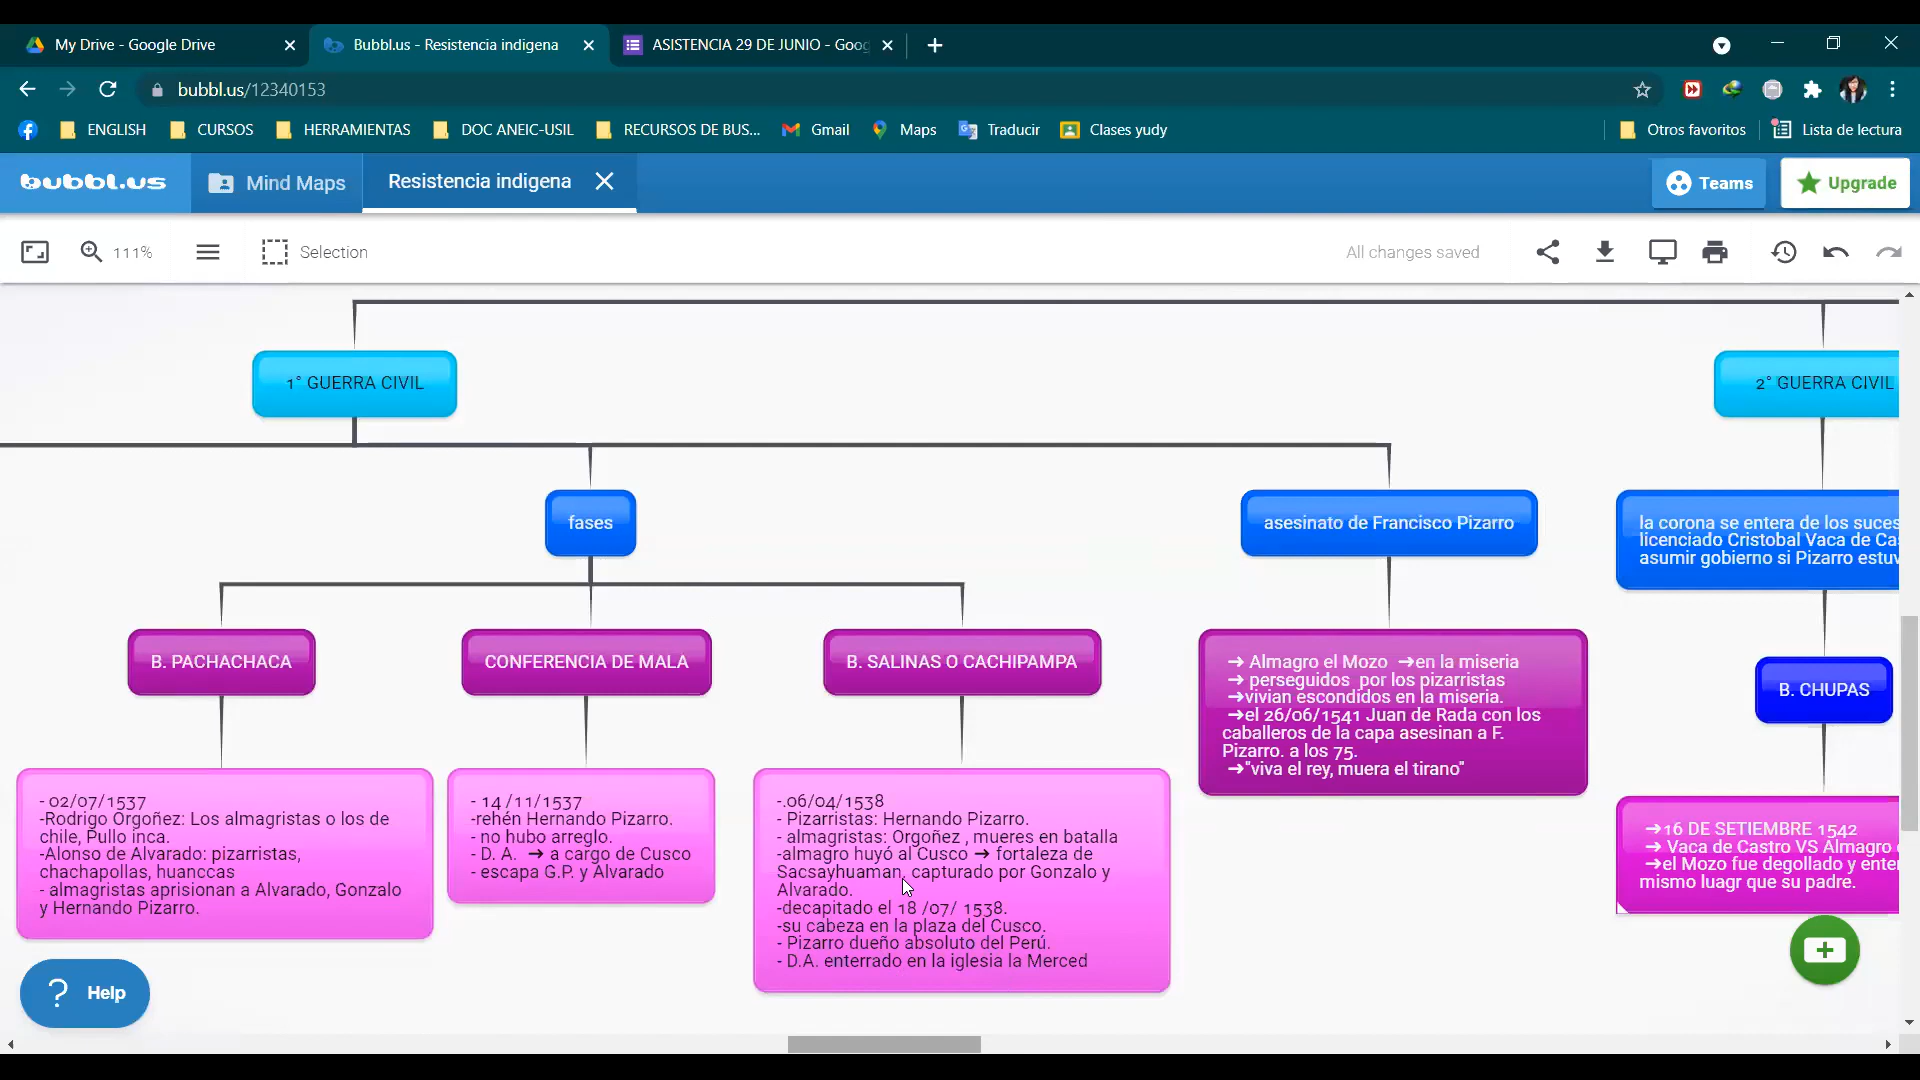 My Drive - Google Drive
Bubbl.us - Resistencia indigena
ASISTENCIA 29 DE JUNIO - Goog
bubbl.us/12340153
ENGLISH
CURSOS
HERRAMIENTAS
DOC ANEIC-USIL
RECURSOS DE BUS...
Gmail
Maps
Traducir
Clases yudy
Otros favoritos
Lista de lectura
bubbl.us
Mind Maps
Resistencia indigena
Teams
Upgrade
111%
Selection
All changes saved
1° GUERRA CIVIL
2° GUERRA CIVIL
fases
asesinato de Francisco Pizarro
la corona se entera de los suces
licenciado Cristobal Vaca de Ca
asumir gobierno si Pizarro estuv
B. PACHACHACA
CONFERENCIA DE MALA
B. SALINAS O CACHIPAMPA
→ Almagro el Mozo →en la miseria
→ perseguidos por los pizarristas
→vivian escondidos en la miseria.
→el 26/06/1541 Juan de Rada con los
caballeros de la capa asesinan a F.
Pizarro. a los 75.
→"viva el rey, muera el tirano"
B. CHUPAS
- 02/07/1537
-Rodrigo Orgoñez: Los almagristas o los de
chile, Pullo inca.
-Alonso de Alvarado: pizarristas,
chachapollas, huanccas
- almagristas aprisionan a Alvarado, Gonzalo
y Hernando Pizarro.
- 14 /11/1537
-rehén Hernando Pizarro.
- no hubo arreglo.
- D. A. → a cargo de Cusco
- escapa G.P. y Alvarado
-.06/04/1538
- Pizarristas: Hernando Pizarro.
- almagristas: Orgoñez , mueres en batalla
-almagro huyó al Cusco → fortaleza de
Sacsayhuaman, capturado por Gonzalo y
Alvarado.
-decapitado el 18 /07/ 1538.
-su cabeza en la plaza del Cusco.
- Pizarro dueño absoluto del Perú.
- D.A. enterrado en la iglesia la Merced
→16 DE SETIEMBRE 1542
→ Vaca de Castro VS Almagro
→el Mozo fue degollado y ente
mismo luagr que su padre.
? Help